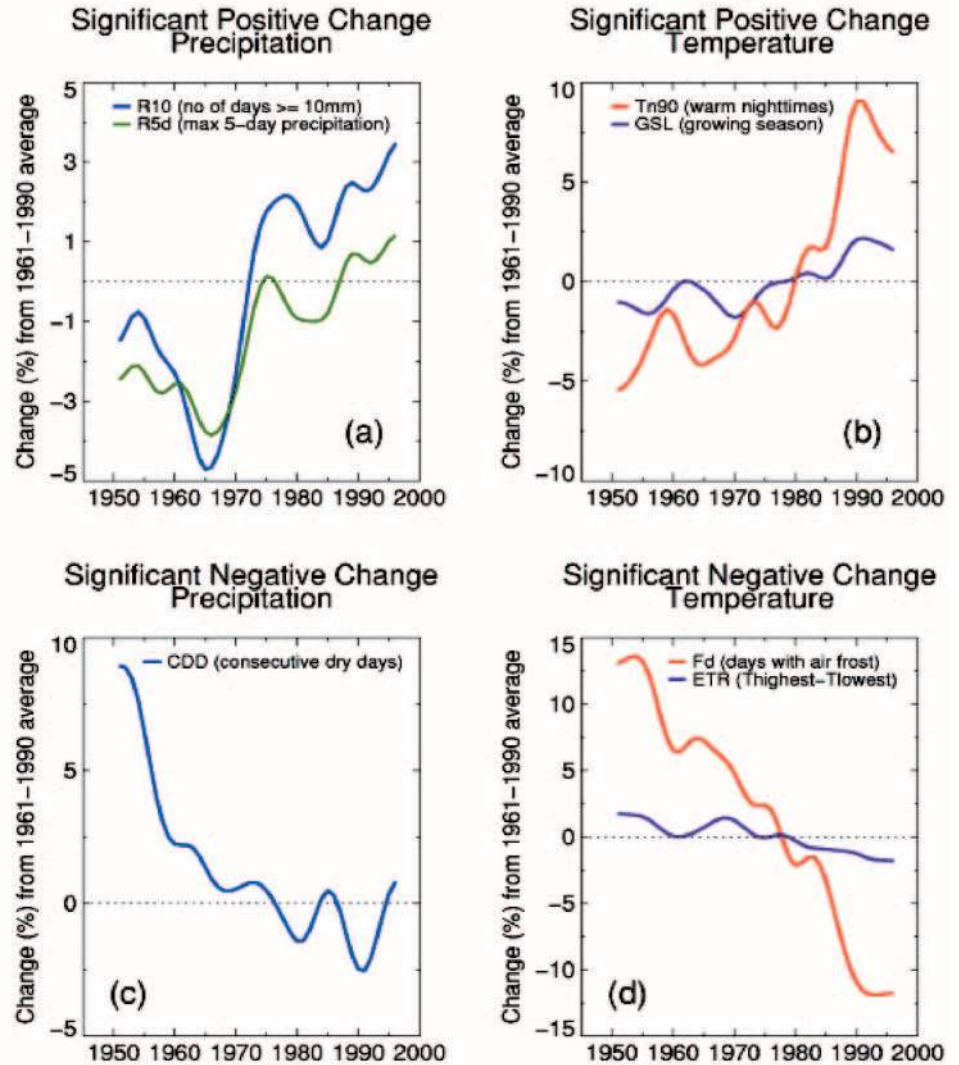 Significant Positive Change
Precipitation
Change (%) from 1961-1990 average
5
3
1
-1
-3
-5
R10 (no of days >= 10mm)
R5d (max 5-day precipitation)
(a)
1950 1960 1970 1980 1990 2000
Significant Positive Change
Temperature
Change (%) from 1961-1990 average
10
5
0
-5
-10
Tn90 (warm nighttimes)
GSL (growing season)
(b)
1950 1960 1970 1980 1990 2000
Significant Negative Change
Precipitation
Change (%) from 1961-1990 average
10
5
0
-5
CDD (consecutive dry days)
(c)
1950 1960 1970 1980 1990 2000
Significant Negative Change
Temperature
Change (%) from 1961-1990 average
15
10
5
0
-5
-10
-15
Fd (days with air frost)
ETR (Thighest-Tlowest)
(d)
1950 1960 1970 1980 1990 2000